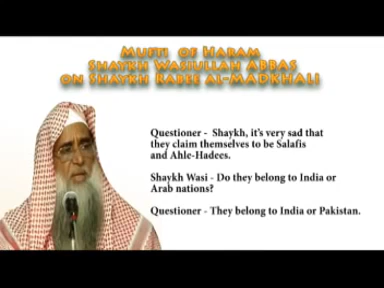 Mufti of Haram
Shaykh Wasiullah ABBAS
on Shaykh Rabee al-MADKHALI
Questioner - Shaykh, it's very sad that
they claim themselves to be Salafis
and Ahle-Hadees.
Shaykh Wasi - Do they belong to India or
Arab nations?
Questioner - They belong to India or Pakistan.